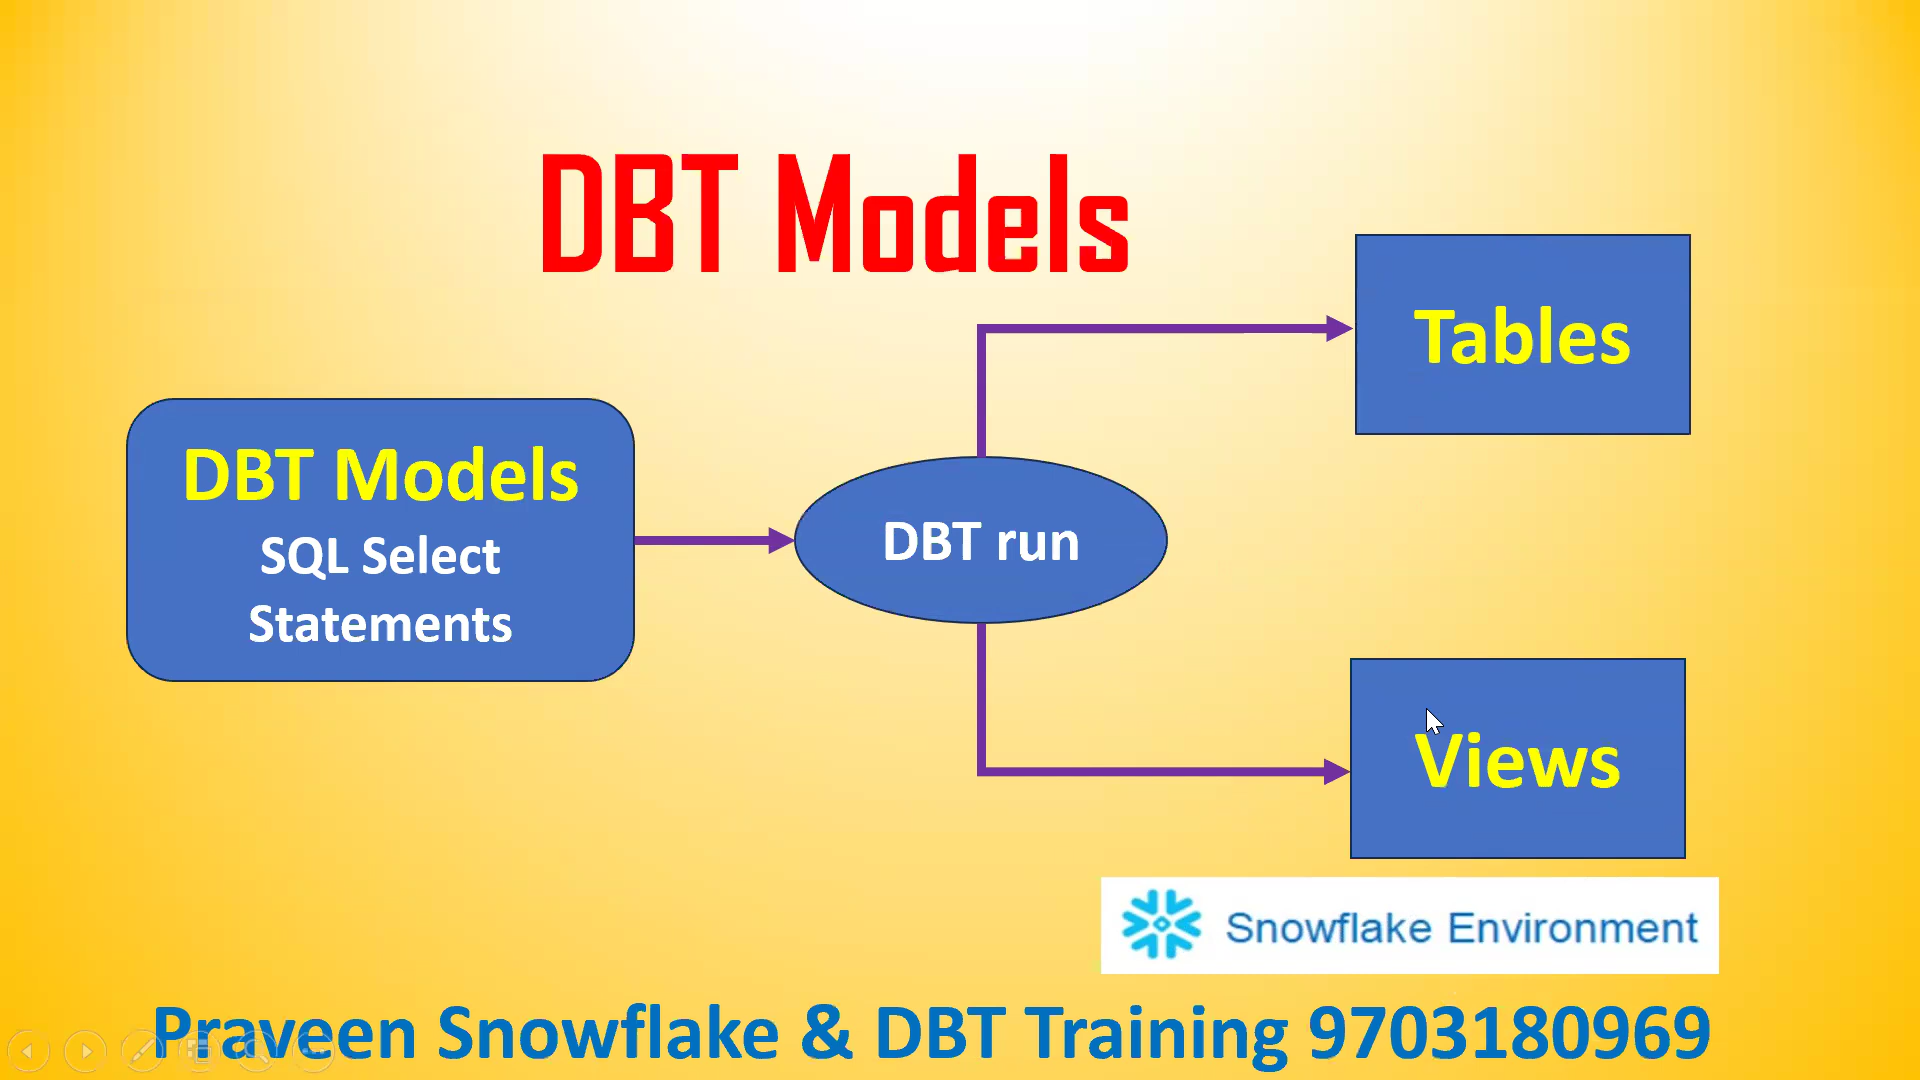 DBT Models
Tables
DBT Models
SQL Select
Statements
DBT run
Views
Snowflake Environment
Praveen Snowflake & DBT Training 9703180969